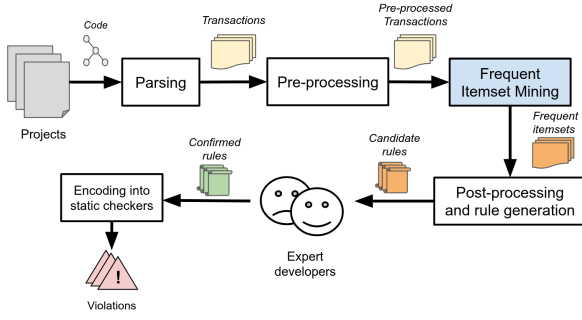 Code
Transactions
Pre-processed
Transactions
Projects
Parsing
Pre-processing
Frequent
Itemset Mining
Frequent
itemsets
Confirmed
rules
Candidate
rules
Encoding into
static checkers
Expert
developers
Post-processing
and rule generation
!
Violations